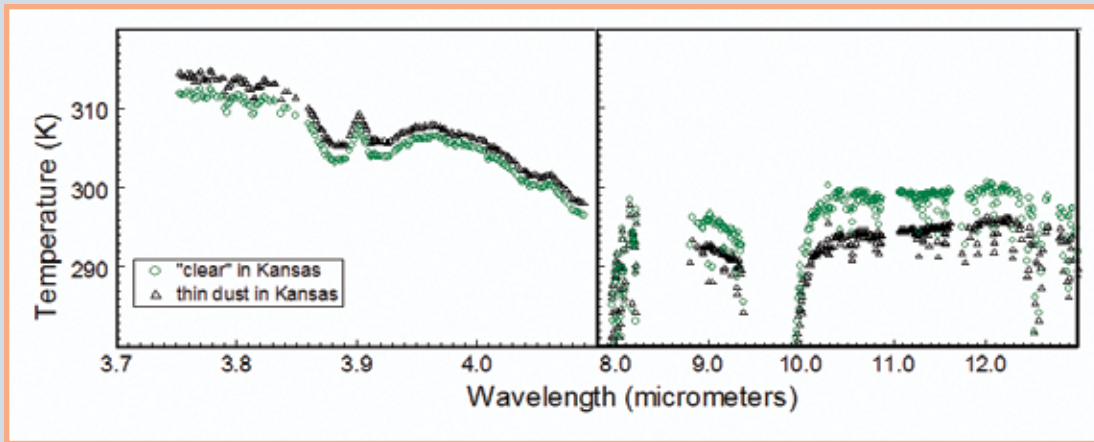 Temperature (K)
310
300
290
"clear" in Kansas
thin dust in Kansas
3.7 3.8 3.9 4.0 8.0 9.0 10.0 11.0 12.0
Wavelength (micrometers)